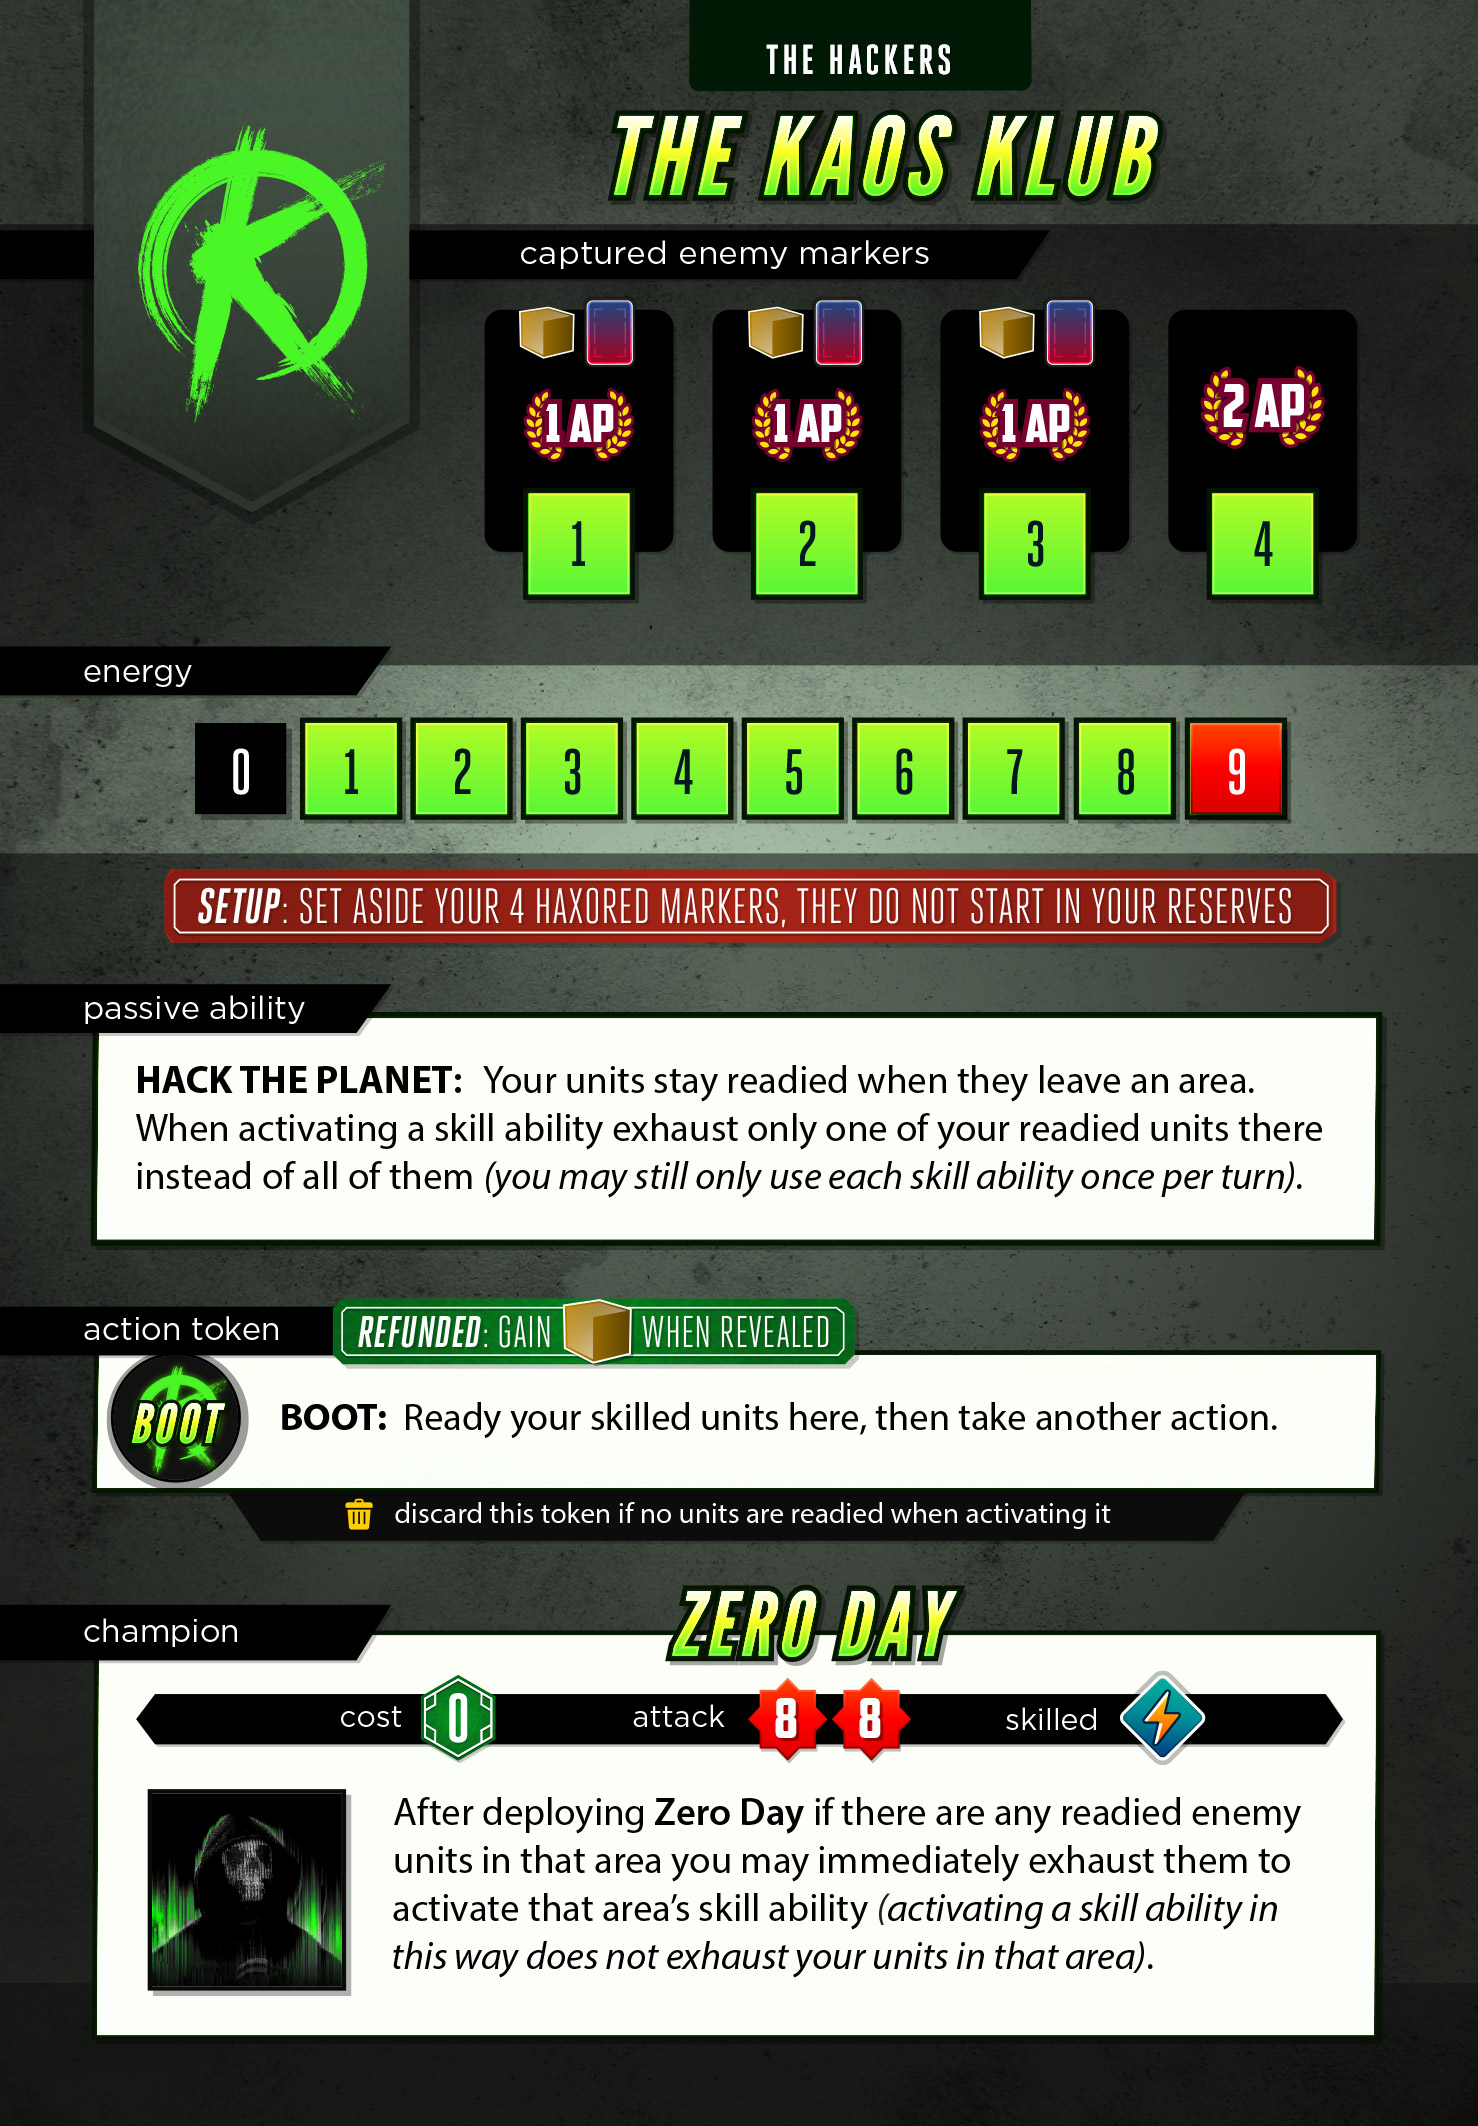 THE HACKERS
THE KAOS KLUB
captured enemy markers
1 AP
1 AP
1 AP
2 AP
1
2
3
4
energy
0
1
2
3
4
5
6
7
8
9
SETUP: SET ASIDE YOUR 4 HAXORED MARKERS, THEY DO NOT START IN YOUR RESERVES
passive ability
HACK THE PLANET: Your units stay readied when they leave an area.
When activating a skill ability exhaust only one of your readied units there
instead of all of them (you may still only use each skill ability once per turn).
action token
REFUNDED: GAIN WHEN REVEALED
BOOT
BOOT: Ready your skilled units here, then take another action.
discard this token if no units are readied when activating it
champion
ZERO DAY
cost 0 attack 8 8 skilled
After deploying Zero Day if there are any readied enemy
units in that area you may immediately exhaust them to
activate that area’s skill ability (activating a skill ability in
this way does not exhaust your units in that area).